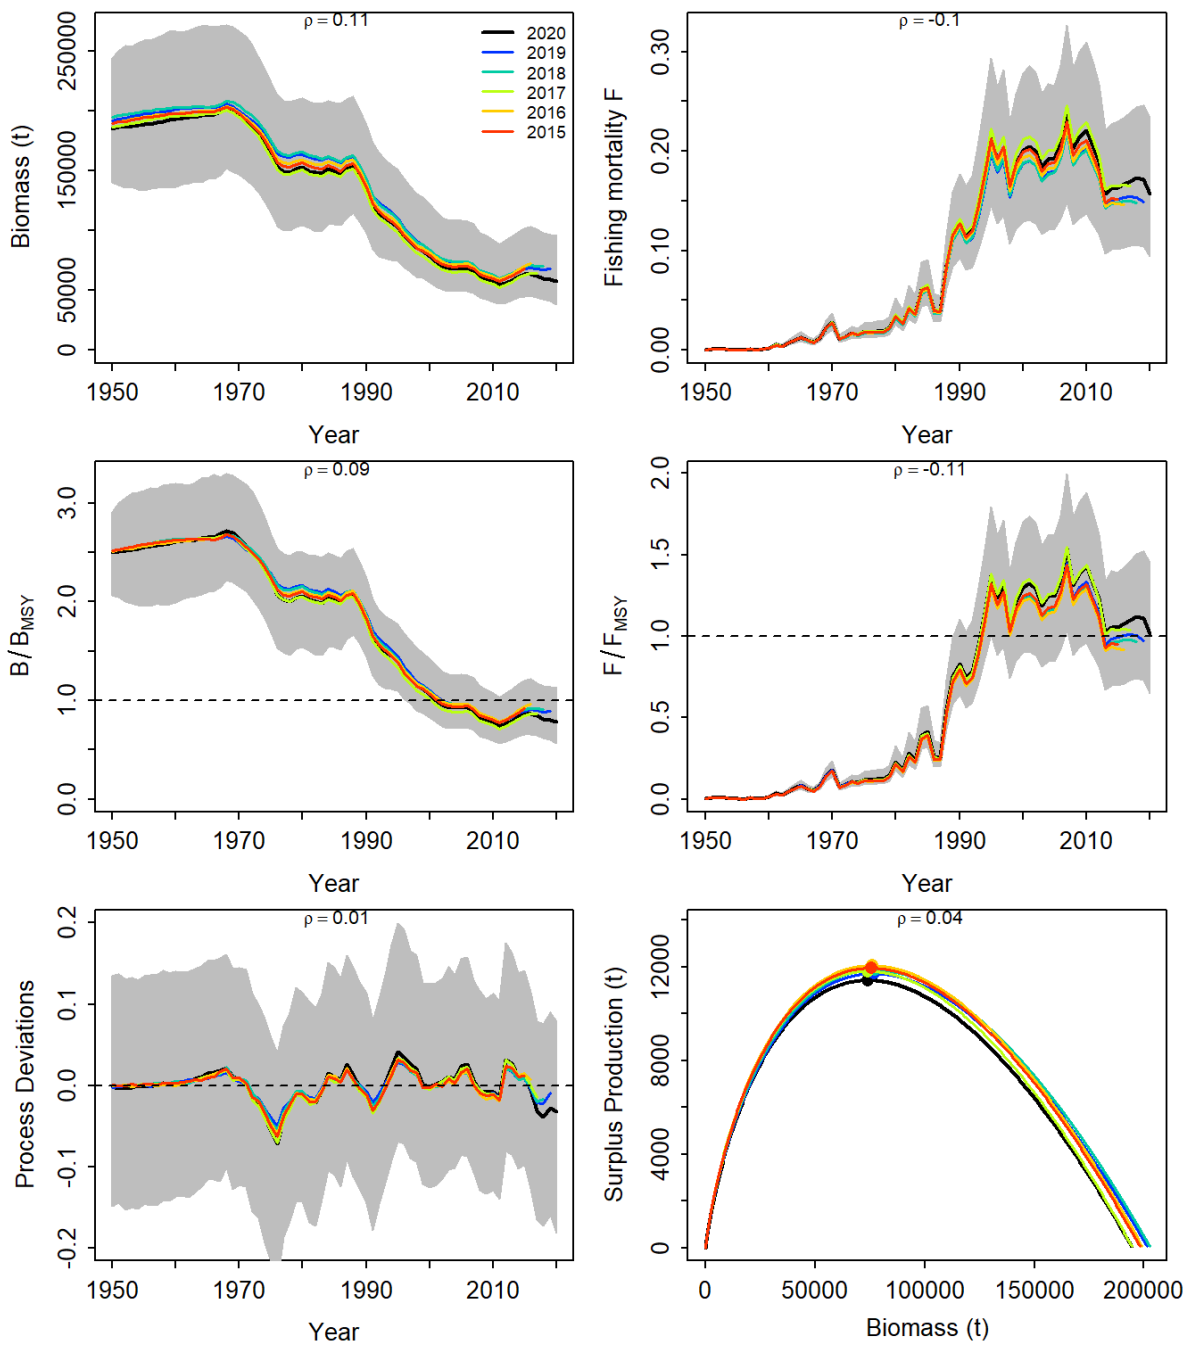 ρ = 0.11
Biomass (t)
250000
150000
50000
0
2020
2019
2018
2017
2016
2015
1950 1970 1990 2010
Year
ρ = -0.1
Fishing mortality F
0.30
0.20
0.10
0.00
1950 1970 1990 2010
Year
ρ = 0.09
B/BMSY
3.0
2.0
1.0
0.0
1950 1970 1990 2010
Year
ρ = -0.11
F/FMSY
2.0
1.5
1.0
0.5
0.0
1950 1970 1990 2010
Year
ρ = 0.01
Process Deviations
0.2
0.1
0.0
-0.1
-0.2
1950 1970 1990 2010
Year
ρ = 0.04
Surplus Production (t)
12000
8000
4000
0
0 50000 100000 150000 200000
Biomass (t)